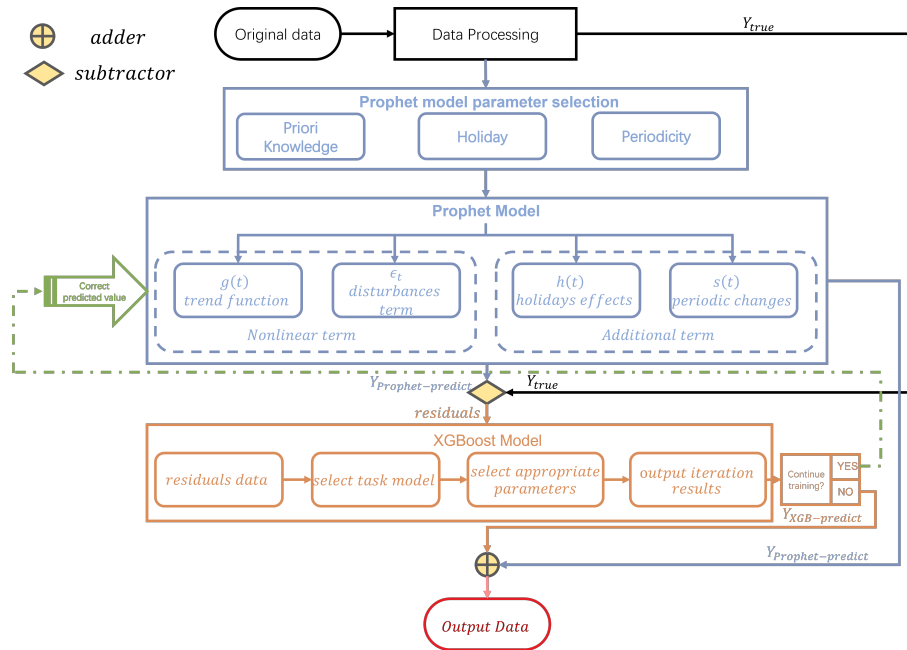 adder
subtractor
Original data
Data Processing
Y_true
Prophet model parameter selection
Priori
Knowledge
Holiday
Periodicity
Prophet Model
Correct
predicted value
g(t)
trend function
ϵ_t
disturbances
term
h(t)
holidays effects
s(t)
periodic changes
Nonlinear term
Additional term
Y_Prophet−predict
Y_true
residuals
XGBoost Model
residuals data
select task model
select appropriate
parameters
output iteration
results
Continue
training?
YES
NO
Y_XGB−predict
Y_Prophet−predict
Output Data